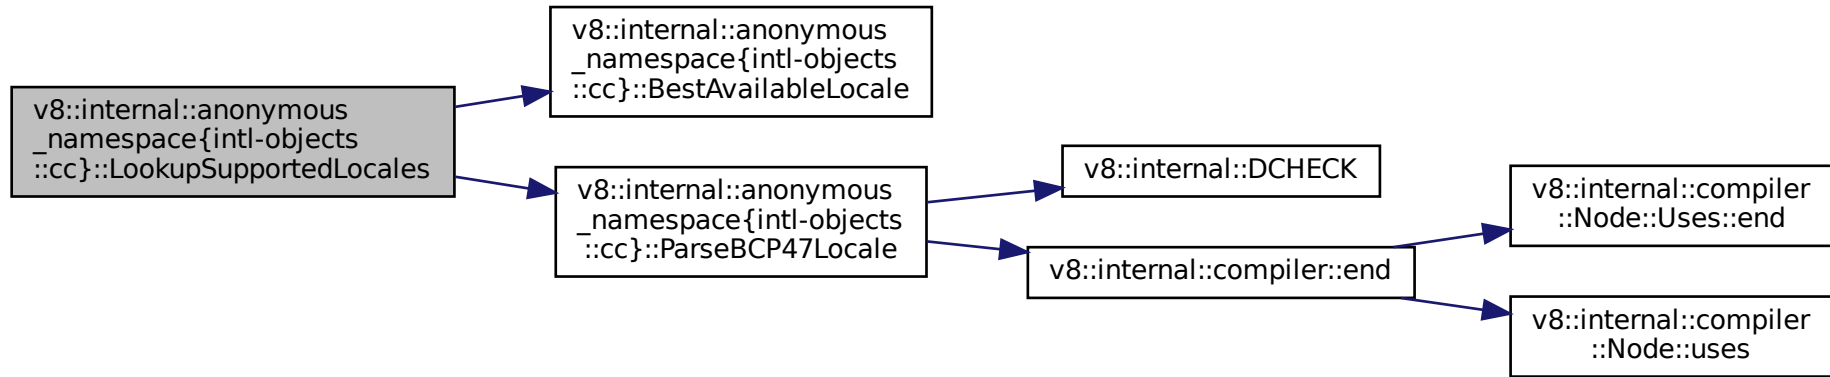 v8::internal::anonymous
_namespace{intl-objects
::cc}::LookupSupportedLocales
v8::internal::anonymous
_namespace{intl-objects
::cc}::BestAvailableLocale
v8::internal::anonymous
_namespace{intl-objects
::cc}::ParseBCP47Locale
v8::internal::DCHECK
v8::internal::compiler::end
v8::internal::compiler
::Node::Uses::end
v8::internal::compiler
::Node::uses